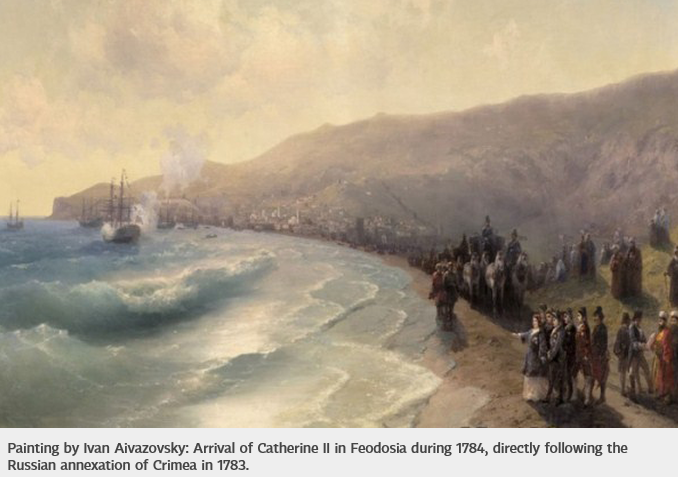 Painting by Ivan Aivazovsky: Arrival of Catherine II in Feodosia during 1784, directly following the
Russian annexation of Crimea in 1783.